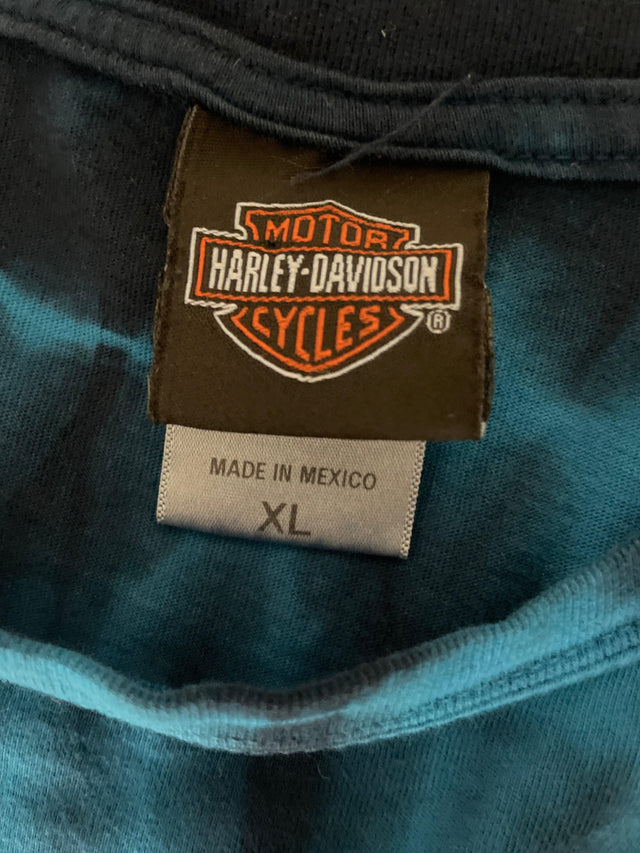 MOTOR
HARLEY-DAVIDSON
CYCLES
®
MADE IN MEXICO
XL